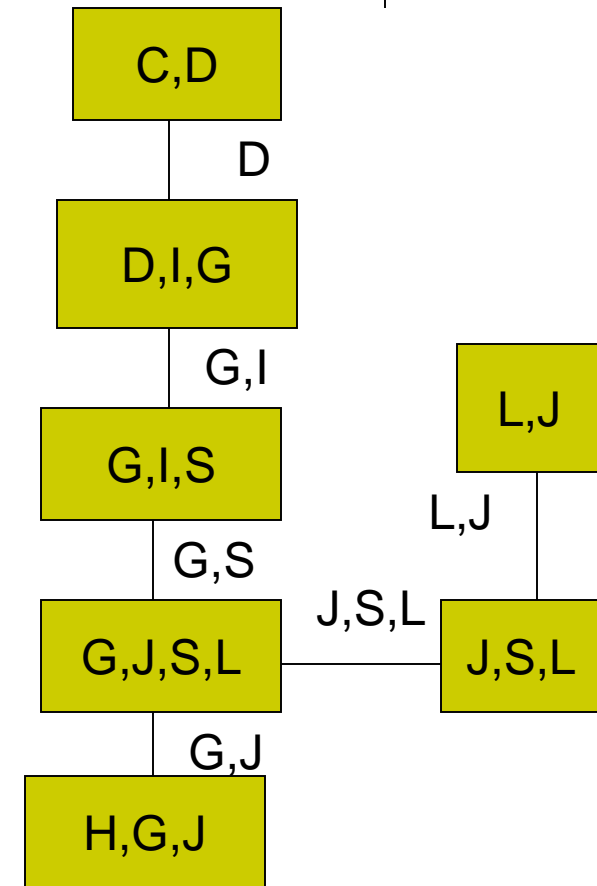 C,D
D
D,I,G
G,I
L,J
G,I,S
L,J
G,S
J,S,L
G,J,S,L
J,S,L
G,J
H,G,J